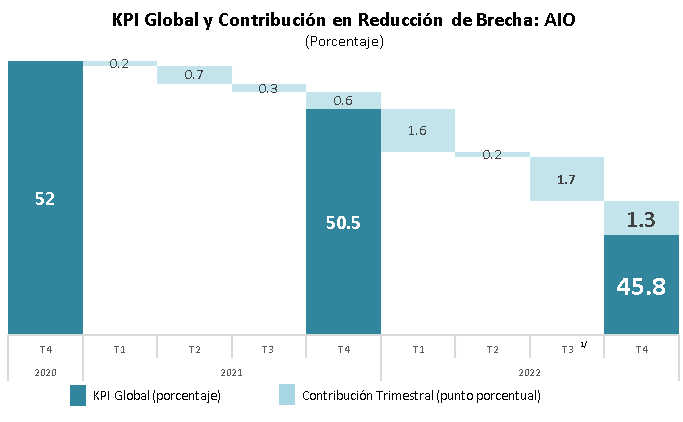 KPI Global y Contribución en Reducción de Brecha: AIO
(Porcentaje)
0.2
0.7
0.3
0.6
1.6
0.2
1.7
1.3
52
50.5
45.8
T4 T1 T2 T3 T4 T1 T2 T3 1/ T4
2020 2021 2022
KPI Global (porcentaje) Contribución Trimestral (punto porcentual)